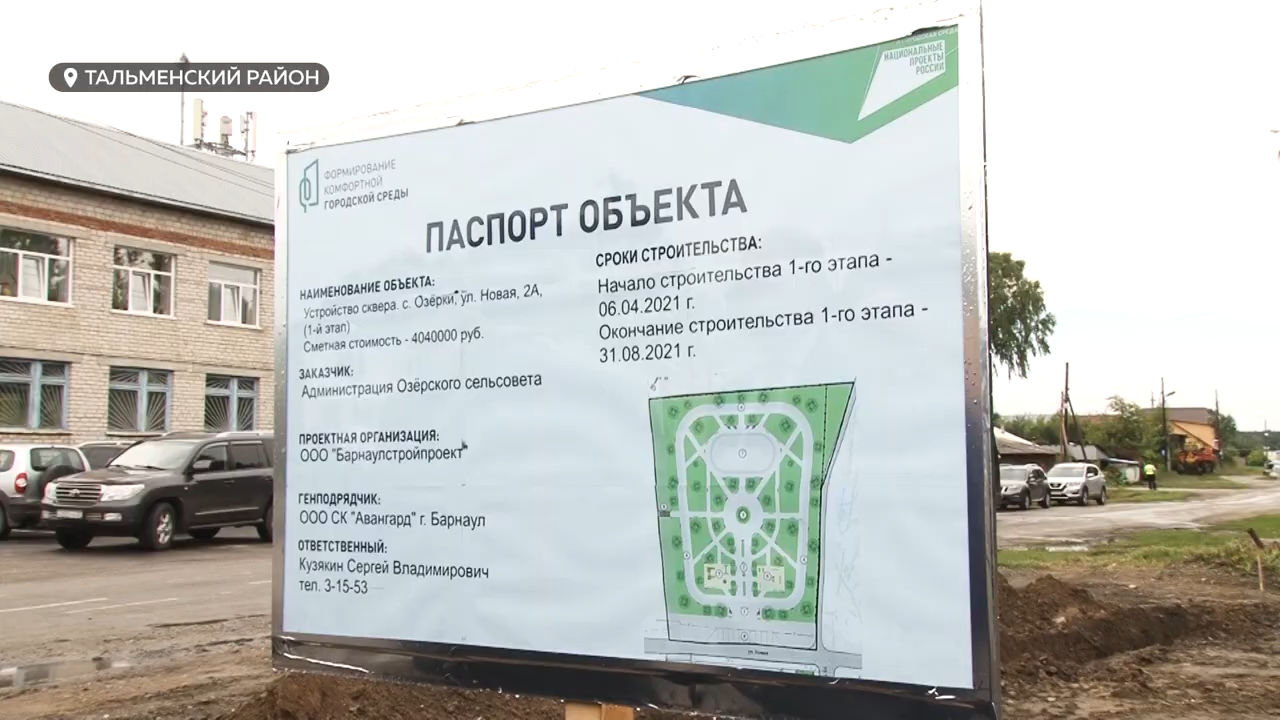 ТАЛЬМЕНСКИЙ РАЙОН
НАЦИОНАЛЬНЫЕ
ПРОЕКТЫ
РОССИИ
ФОРМИРОВАНИЕ
КОМФОРТНОЙ
ГОРОДСКОЙ СРЕДЫ
ПАСПОРТ ОБЪЕКТА
НАИМЕНОВАНИЕ ОБЪЕКТА:
Устройство сквера. с. Озёрки, ул. Новая, 2А,
(1-й этап)
Сметная стоимость - 4040000 руб.
ЗАКАЗЧИК:
Администрация Озёрского сельсовета
ПРОЕКТНАЯ ОРГАНИЗАЦИЯ:
ООО "Барнаулстройпроект"
ГЕНПОДРЯДЧИК:
ООО СК "Авангард" г. Барнаул
ОТВЕТСТВЕННЫЙ:
Кузякин Сергей Владимирович
тел. 3-15-53
СРОКИ СТРОИТЕЛЬСТВА:
Начало строительства 1-го этапа -
06.04.2021 г.
Окончание строительства 1-го этапа -
31.08.2021 г.